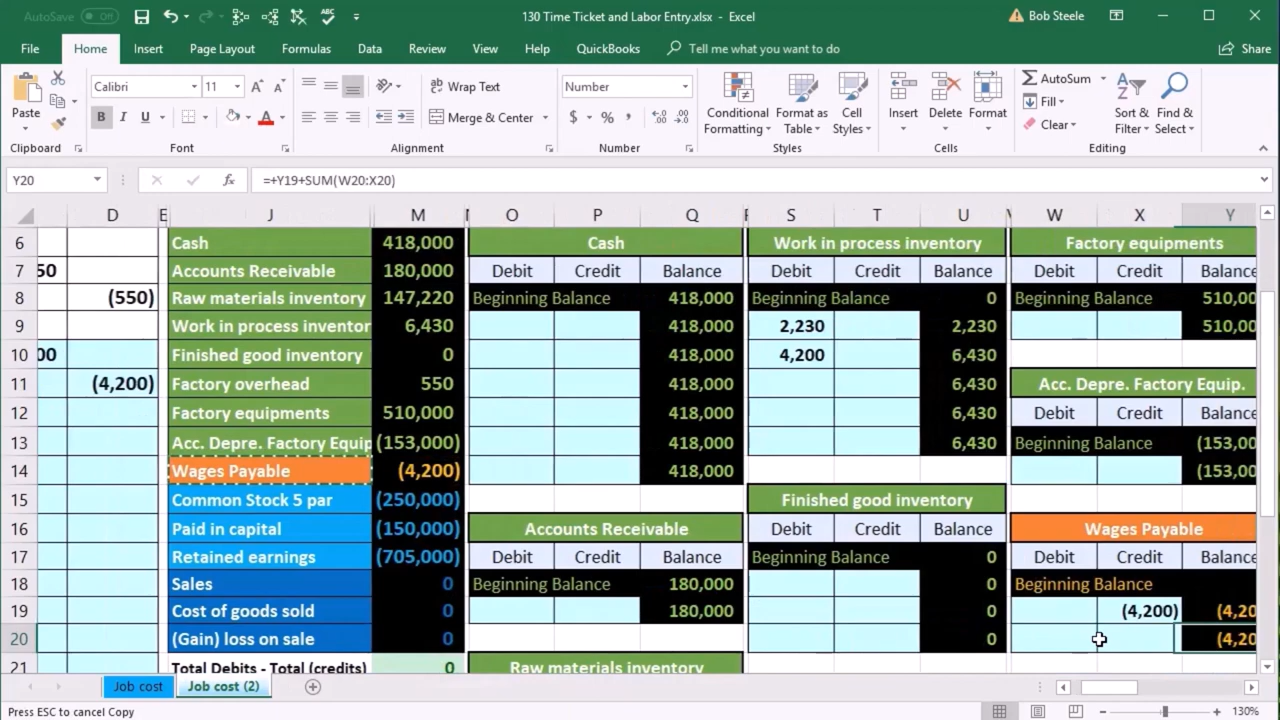 AutoSave Off 130 Time Ticket and Labor Entry.xlsx - Excel Bob Steele
File Home Insert Page Layout Formulas Data Review View Help QuickBooks Tell me what you want to do Share
Paste Calibri 11 Wrap Text Number AutoSum
B I U Merge & Center $ % Conditional Formatting Format as Table Cell Styles Insert Delete Format Fill Clear Sort & Filter Find & Select
Clipboard Font Alignment Number Styles Cells Editing
Y20 fx =+Y19+SUM(W20:X20)
D E J M O P Q S T U W X Y
6 Cash 418,000 Cash Work in process inventory Factory equipments
7 50 Accounts Receivable 180,000 Debit Credit Balance Debit Credit Balance Debit Credit Balance
8 (550) Raw materials inventory 147,220 Beginning Balance 418,000 Beginning Balance 0 Beginning Balance 510,00
9 Work in process inventor 6,430 418,000 2,230 2,230 510,00
10 00 Finished good inventory 0 418,000 4,200 6,430
11 (4,200) Factory overhead 550 418,000 6,430 Acc. Depre. Factory Equip.
12 Factory equipments 510,000 418,000 6,430 Debit Credit Balance
13 Acc. Depre. Factory Equip (153,000) 418,000 6,430 Beginning Balance (153,00
14 Wages Payable (4,200) 418,000 (153,00
15 Common Stock 5 par (250,000) Finished good inventory
16 Paid in capital (150,000) Accounts Receivable Debit Credit Balance Wages Payable
17 Retained earnings (705,000) Debit Credit Balance Beginning Balance 0 Debit Credit Balance
18 Sales 0 Beginning Balance 180,000 0 Beginning Balance
19 Cost of goods sold 0 180,000 0 (4,200) (4,20
20 (Gain) loss on sale 0 0 (4,20
21 Total Debits - Total (credits) 0 Raw materials inventory
Job cost Job cost (2)
Press ESC to cancel Copy 130%